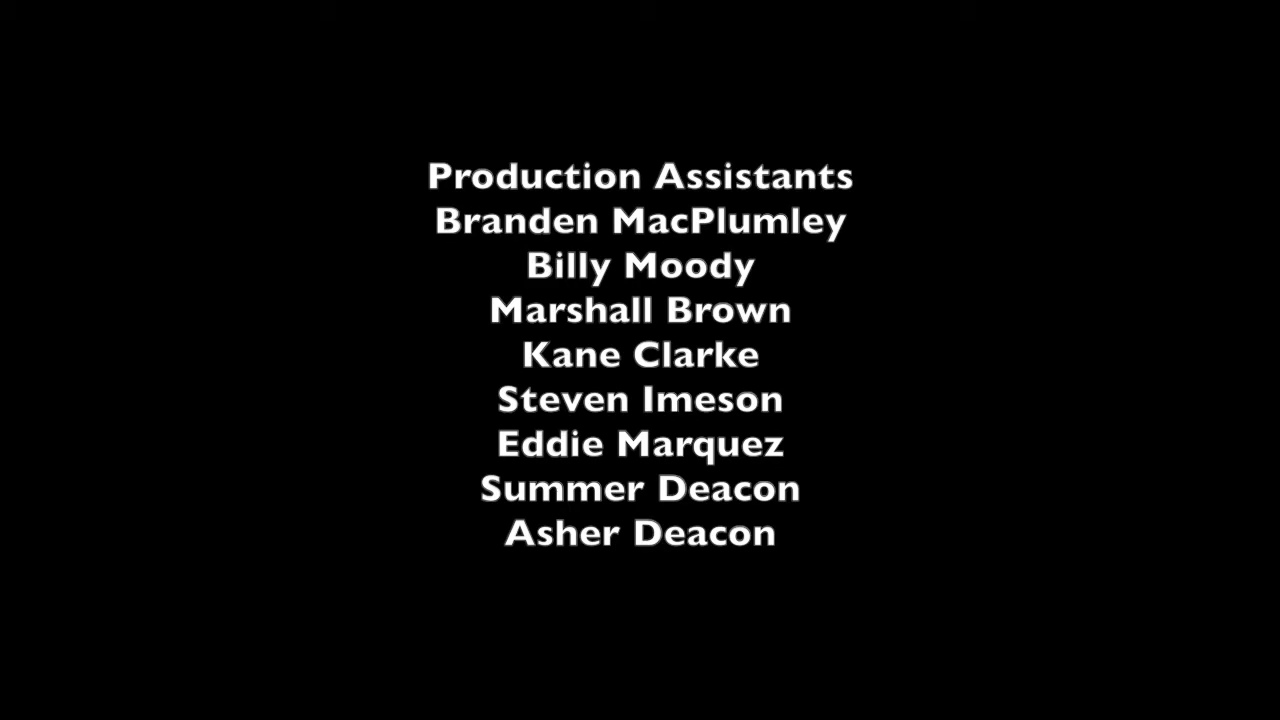 Production Assistants
Branden MacPlumley
Billy Moody
Marshall Brown
Kane Clarke
Steven Imeson
Eddie Marquez
Summer Deacon
Asher Deacon